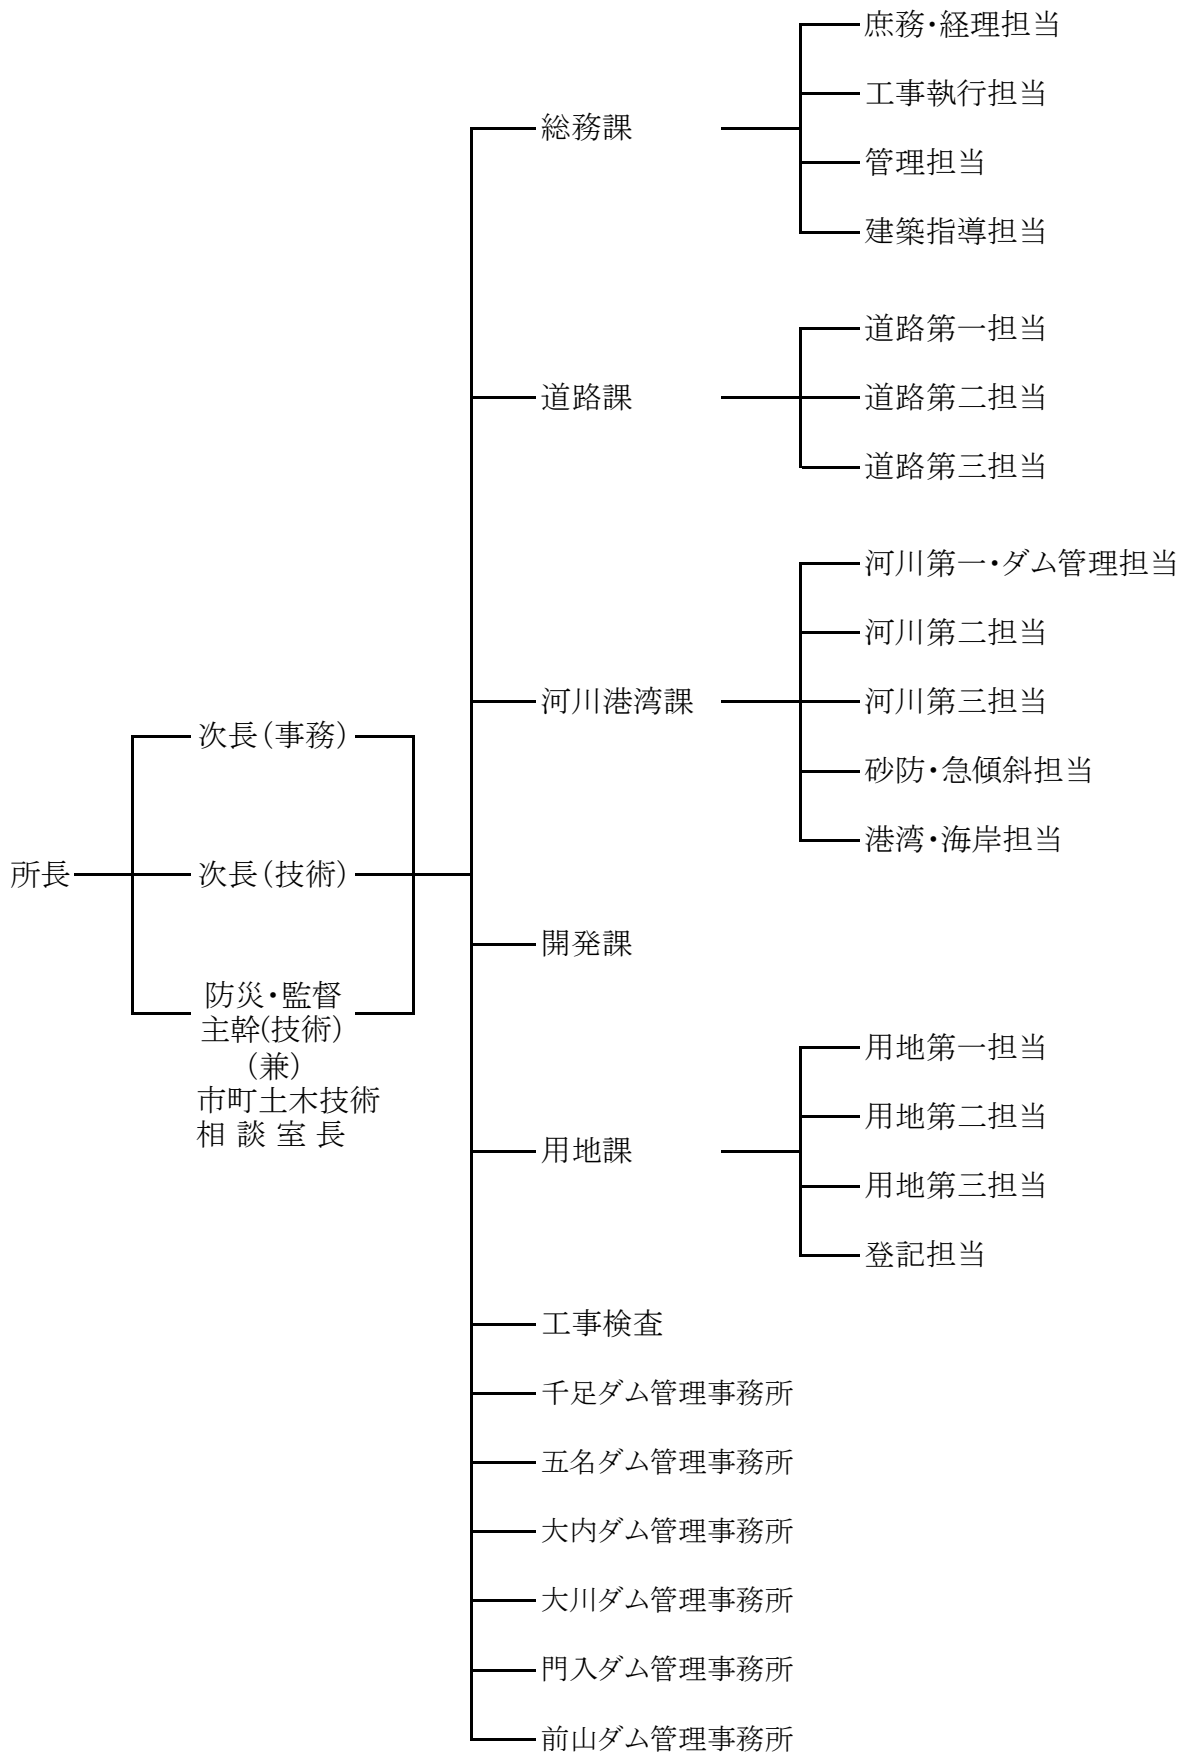 所長
次長(事務)
次長(技術)
防災・監督
主幹(技術)
(兼)
市町土木技術
相 談 室 長
総務課
庶務・経理担当
工事執行担当
管理担当
建築指導担当
道路課
道路第一担当
道路第二担当
道路第三担当
河川港湾課
河川第一・ダム管理担当
河川第二担当
河川第三担当
砂防・急傾斜担当
港湾・海岸担当
開発課
用地課
用地第一担当
用地第二担当
用地第三担当
登記担当
工事検査
千足ダム管理事務所
五名ダム管理事務所
大内ダム管理事務所
大川ダム管理事務所
門入ダム管理事務所
前山ダム管理事務所